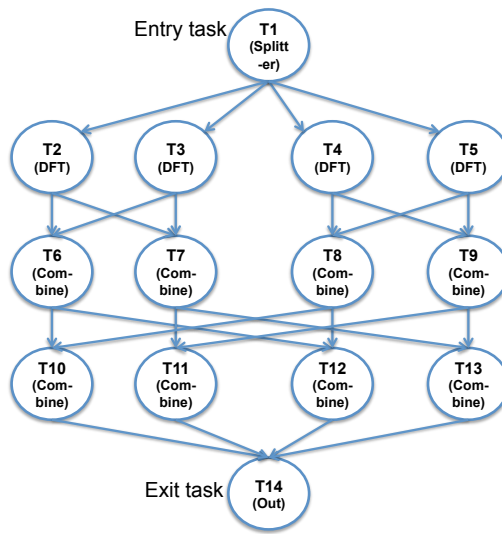 Entry task
T1
(Splitt
-er)
T2
(DFT)
T3
(DFT)
T4
(DFT)
T5
(DFT)
T6
(Com-
bine)
T7
(Com-
bine)
T8
(Com-
bine)
T9
(Com-
bine)
T10
(Com-
bine)
T11
(Com-
bine)
T12
(Com-
bine)
T13
(Com-
bine)
Exit task
T14
(Out)